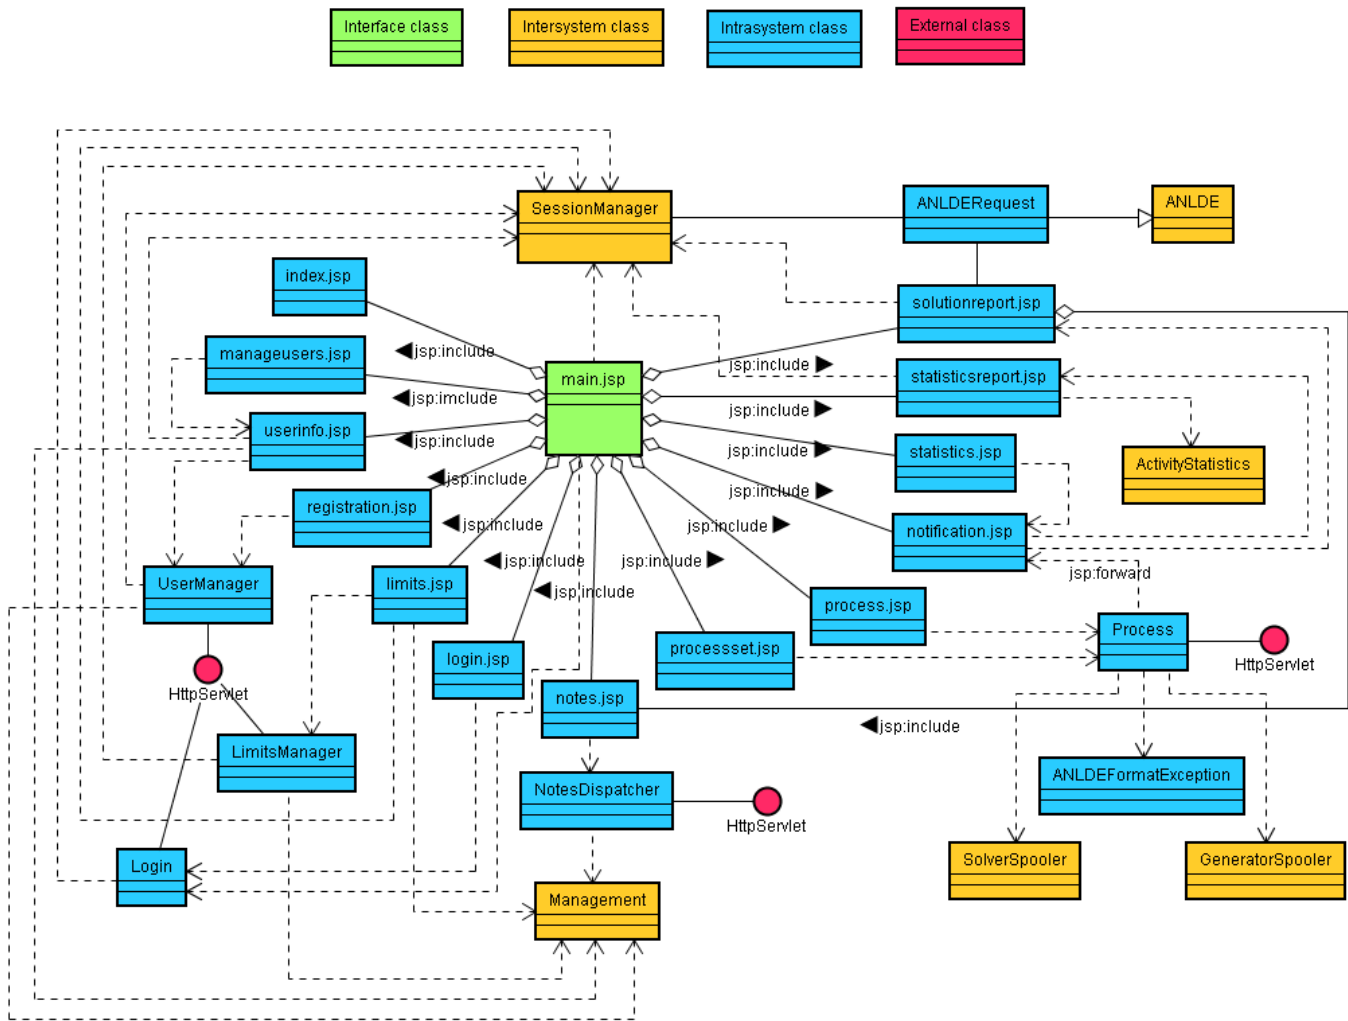 Interface class
Intersystem class
Intrasystem class
External class
SessionManager
ANLDERequest
ANLDE
index.jsp
solutionreport.jsp
manageusers.jsp
jsp:include
main.jsp
jsp:include
statisticsreport.jsp
jsp:imclude
jsp:include
userinfo.jsp
jsp:include
jsp:include
statistics.jsp
ActivityStatistics
jsp:include
jsp:include
registration.jsp
jsp:include
jsp:include
notification.jsp
jsp:include
jsp:include
jsp:forward
UserManager
limits.jsp
jsp:include
process.jsp
Process
login.jsp
processset.jsp
HttpServlet
HttpServlet
notes.jsp
jsp:include
LimitsManager
NotesDispatcher
ANLDEFormatException
HttpServlet
Login
SolverSpooler
GeneratorSpooler
Management